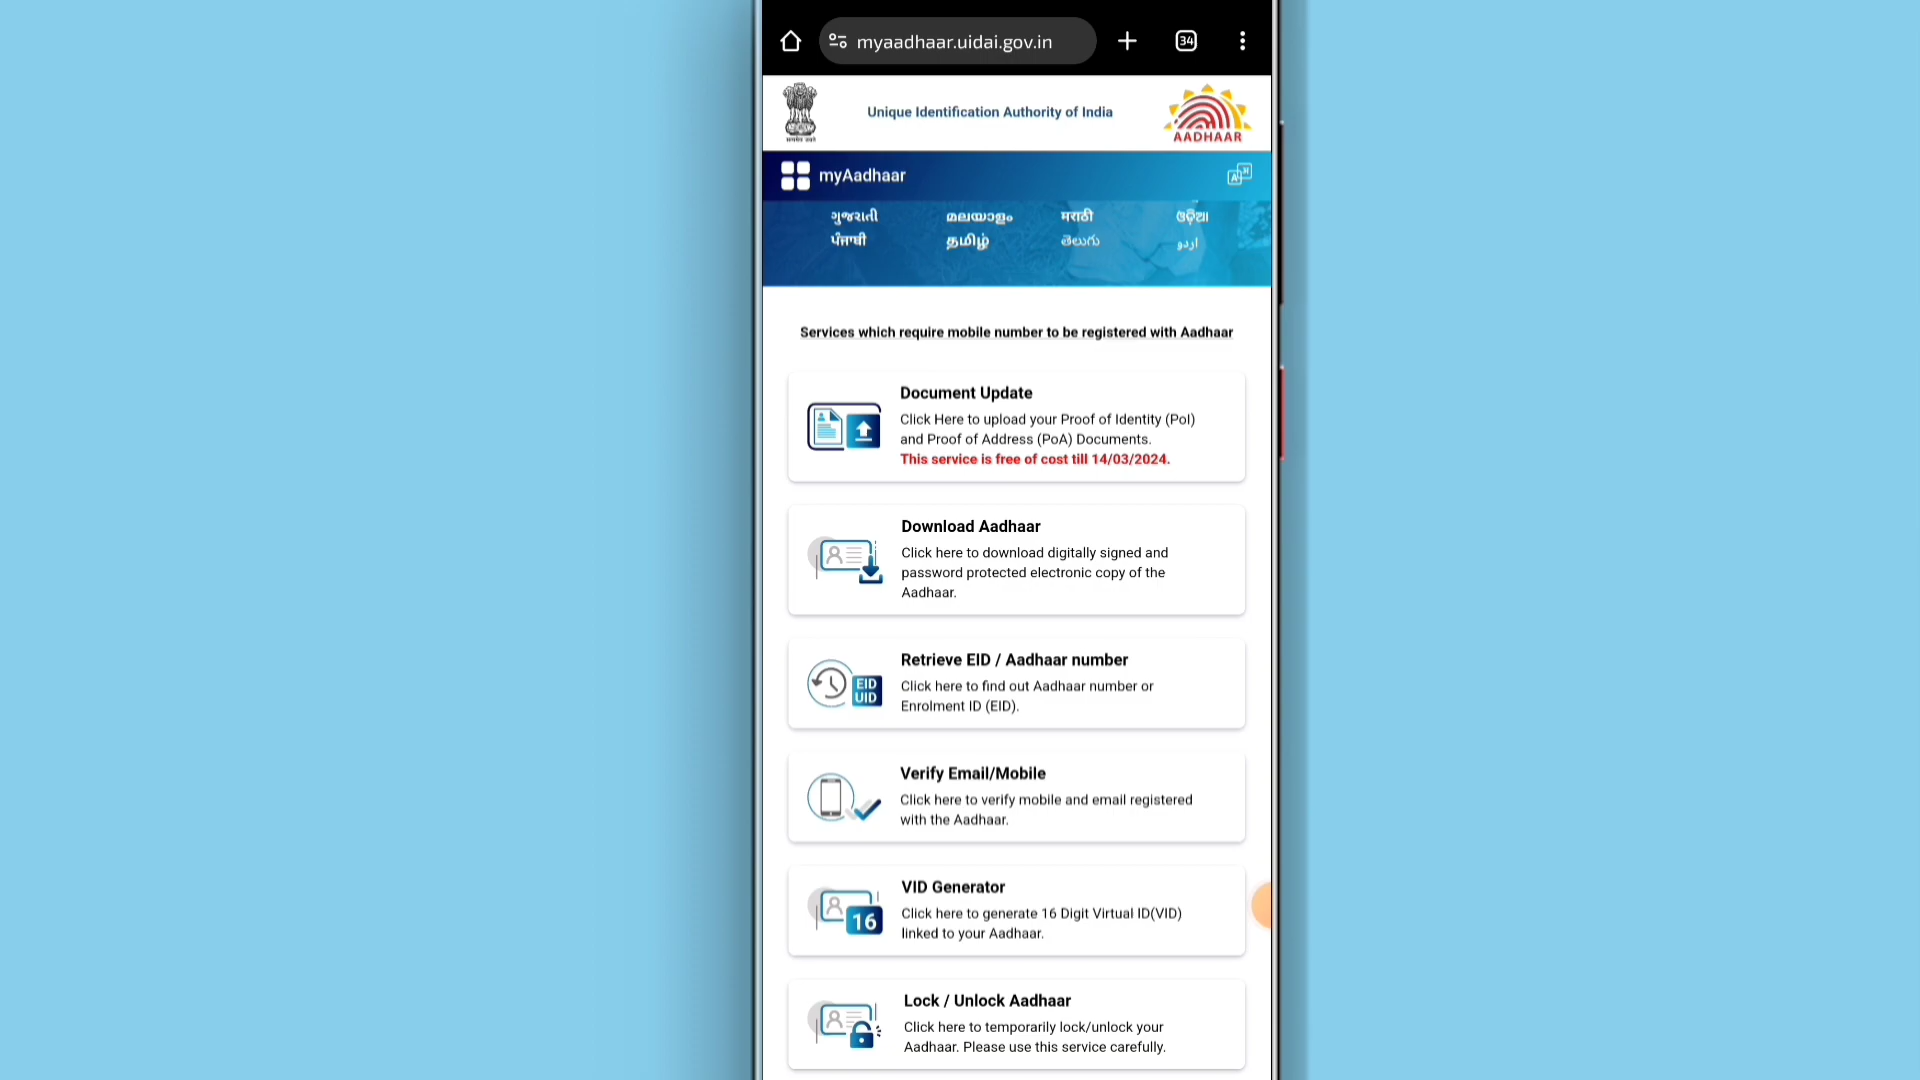 myaadhaar.uidai.gov.in
34
Unique Identification Authority of India
AADHAAR
myAadhaar
ગુજરાતી മലയാളം मराठी ଓଡ଼ିଆ
ਪੰਜਾਬੀ தமிழ் తెలుగు اردو
Services which require mobile number to be registered with Aadhaar
Document Update
Click Here to upload your Proof of Identity (PoI)
and Proof of Address (PoA) Documents.
This service is free of cost till 14/03/2024.
Download Aadhaar
Click here to download digitally signed and
password protected electronic copy of the
Aadhaar.
Retrieve EID / Aadhaar number
EID
UID
Click here to find out Aadhaar number or
Enrolment ID (EID).
Verify Email/Mobile
Click here to verify mobile and email registered
with the Aadhaar.
VID Generator
16
Click here to generate 16 Digit Virtual ID(VID)
linked to your Aadhaar.
Lock / Unlock Aadhaar
Click here to temporarily lock/unlock your
Aadhaar. Please use this service carefully.